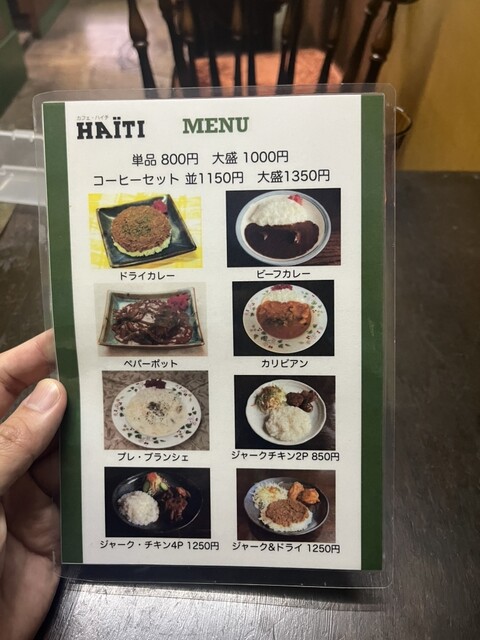 カフェ・ハイチ
HAÏTI MENU
単品 800円 大盛 1000円
コーヒーセット 並1150円 大盛1350円
ドライカレー ビーフカレー
ペパーポット カリビアン
プレ・ブランシェ ジャークチキン2P 850円
ジャーク・チキン4P 1250円 ジャーク&ドライ 1250円